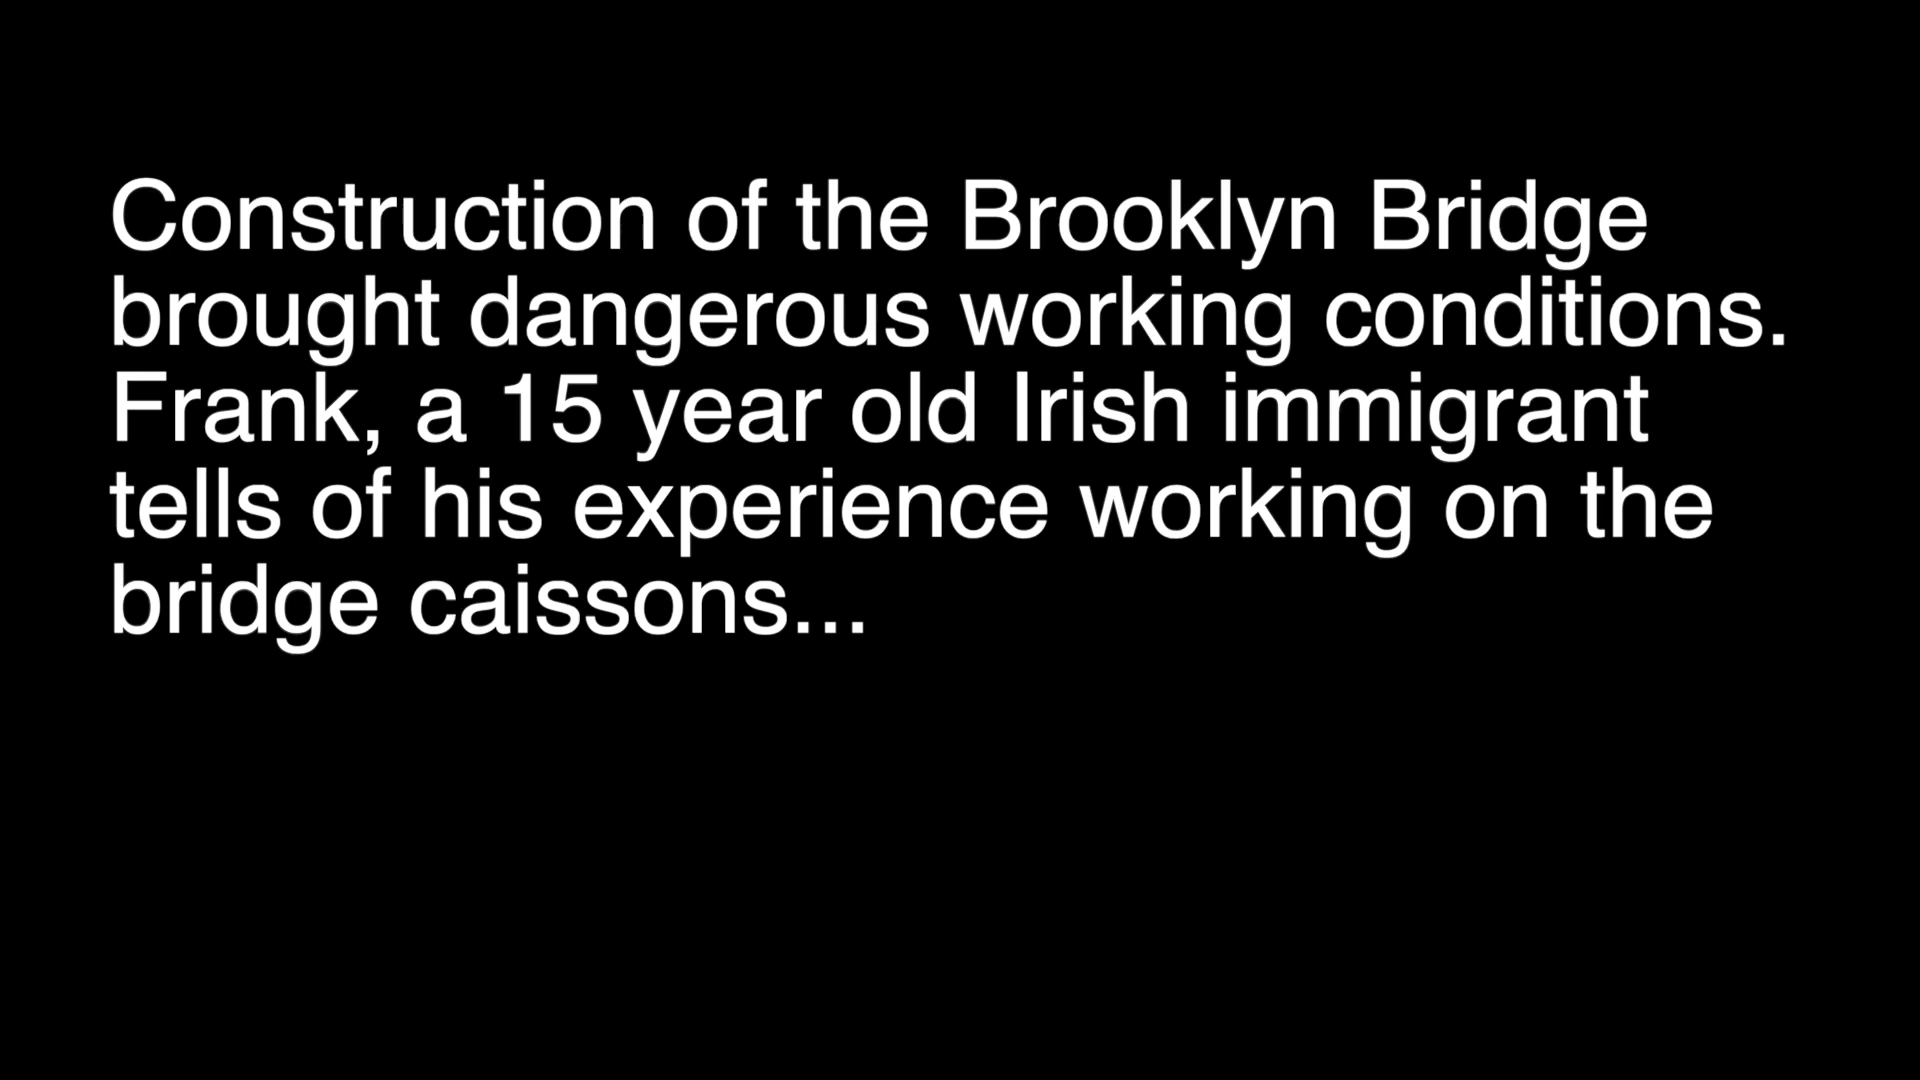 Construction of the Brooklyn Bridge
brought dangerous working conditions.
Frank, a 15 year old Irish immigrant
tells of his experience working on the
bridge caissons...